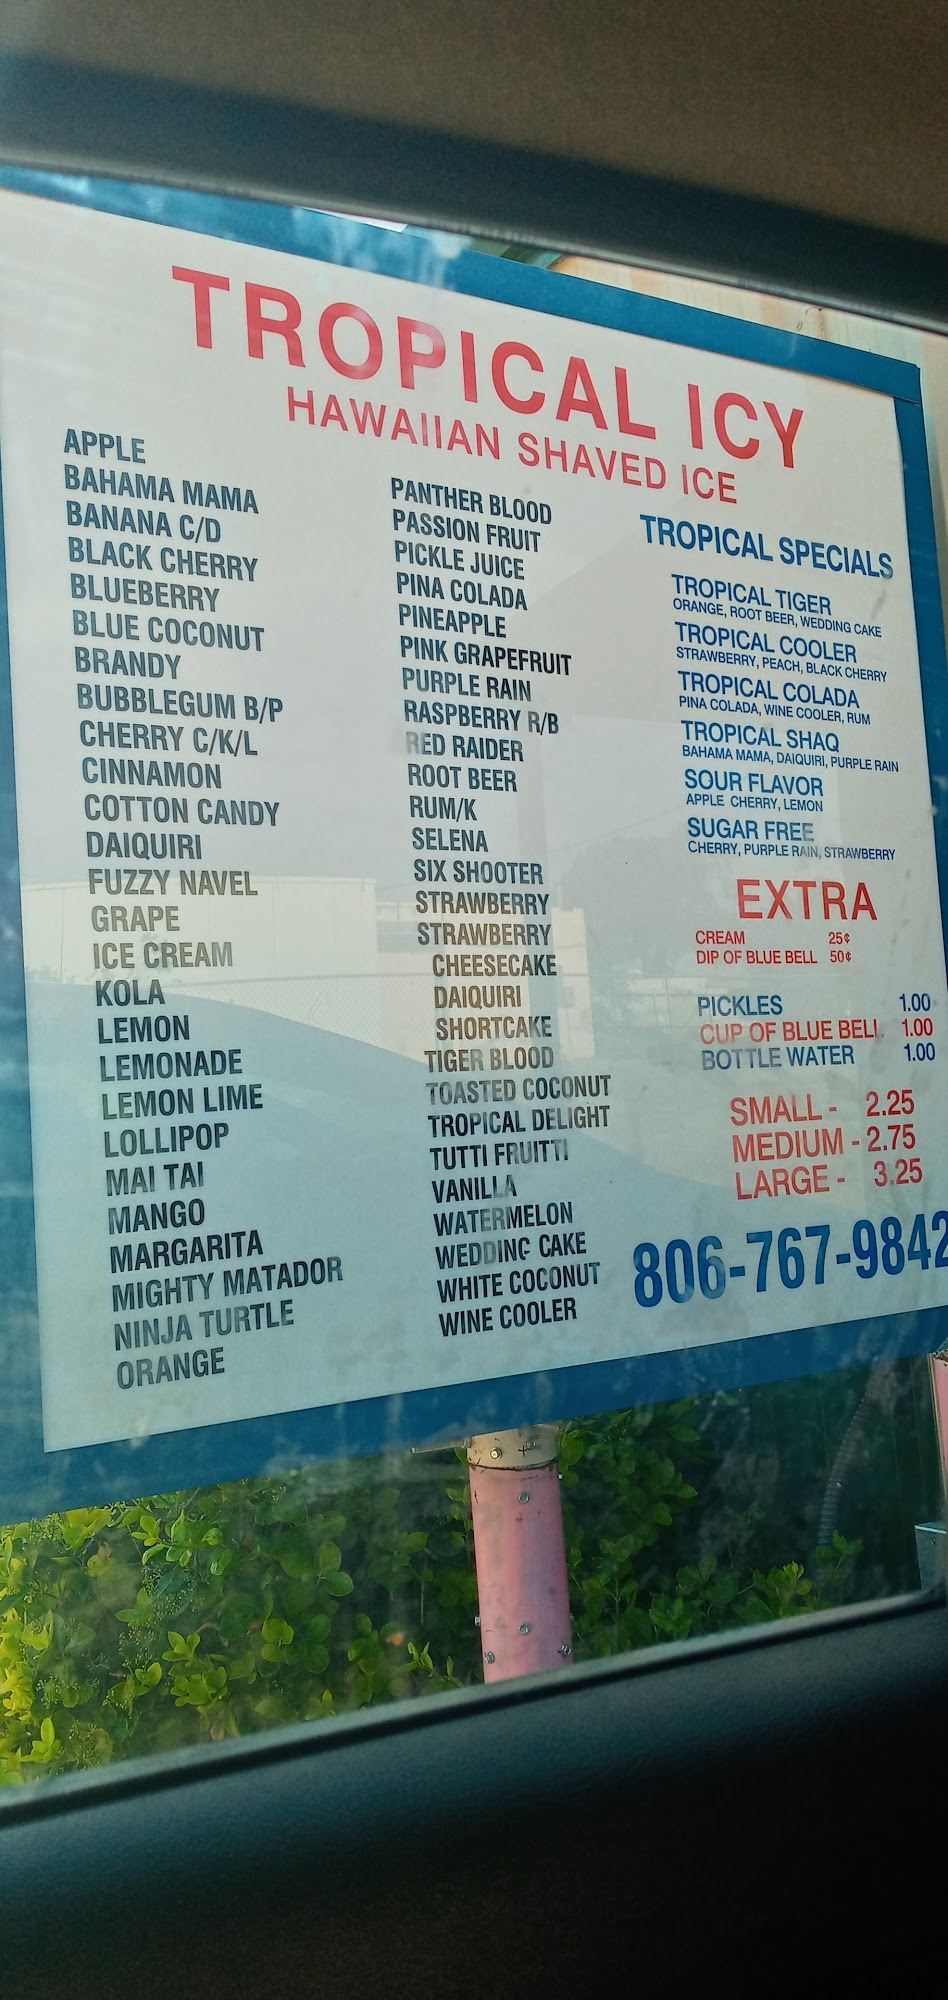 TROPICAL ICY
HAWAIIAN SHAVED ICE
APPLE
BAHAMA MAMA
BANANA C/D
BLACK CHERRY
BLUEBERRY
BLUE COCONUT
BRANDY
BUBBLEGUM B/P
CHERRY C/K/L
CINNAMON
COTTON CANDY
DAIQUIRI
FUZZY NAVEL
GRAPE
ICE CREAM
KOLA
LEMON
LEMONADE
LEMON LIME
LOLLIPOP
MAI TAI
MANGO
MARGARITA
MIGHTY MATADOR
NINJA TURTLE
ORANGE
PANTHER BLOOD
PASSION FRUIT
PICKLE JUICE
PINA COLADA
PINEAPPLE
PINK GRAPEFRUIT
PURPLE RAIN
RASPBERRY R/B
RED RAIDER
ROOT BEER
RUM/K
SELENA
SIX SHOOTER
STRAWBERRY
STRAWBERRY
CHEESECAKE
DAIQUIRI
SHORTCAKE
TIGER BLOOD
TOASTED COCONUT
TROPICAL DELIGHT
TUTTI FRUITTI
VANILLA
WATERMELON
WEDDING CAKE
WHITE COCONUT
WINE COOLER
TROPICAL SPECIALS
TROPICAL TIGER
ORANGE, ROOT BEER, WEDDING CAKE
TROPICAL COOLER
STRAWBERRY, PEACH, BLACK CHERRY
TROPICAL COLADA
PINA COLADA, WINE COOLER, RUM
TROPICAL SHAQ
BAHAMA MAMA, DAIQUIRI, PURPLE RAIN
SOUR FLAVOR
APPLE CHERRY, LEMON
SUGAR FREE
CHERRY, PURPLE RAIN, STRAWBERRY
EXTRA
CREAM 25¢
DIP OF BLUE BELL 50¢
PICKLES 1.00
CUP OF BLUE BELL 1.00
BOTTLE WATER 1.00
SMALL - 2.25
MEDIUM - 2.75
LARGE - 3.25
806-767-9842